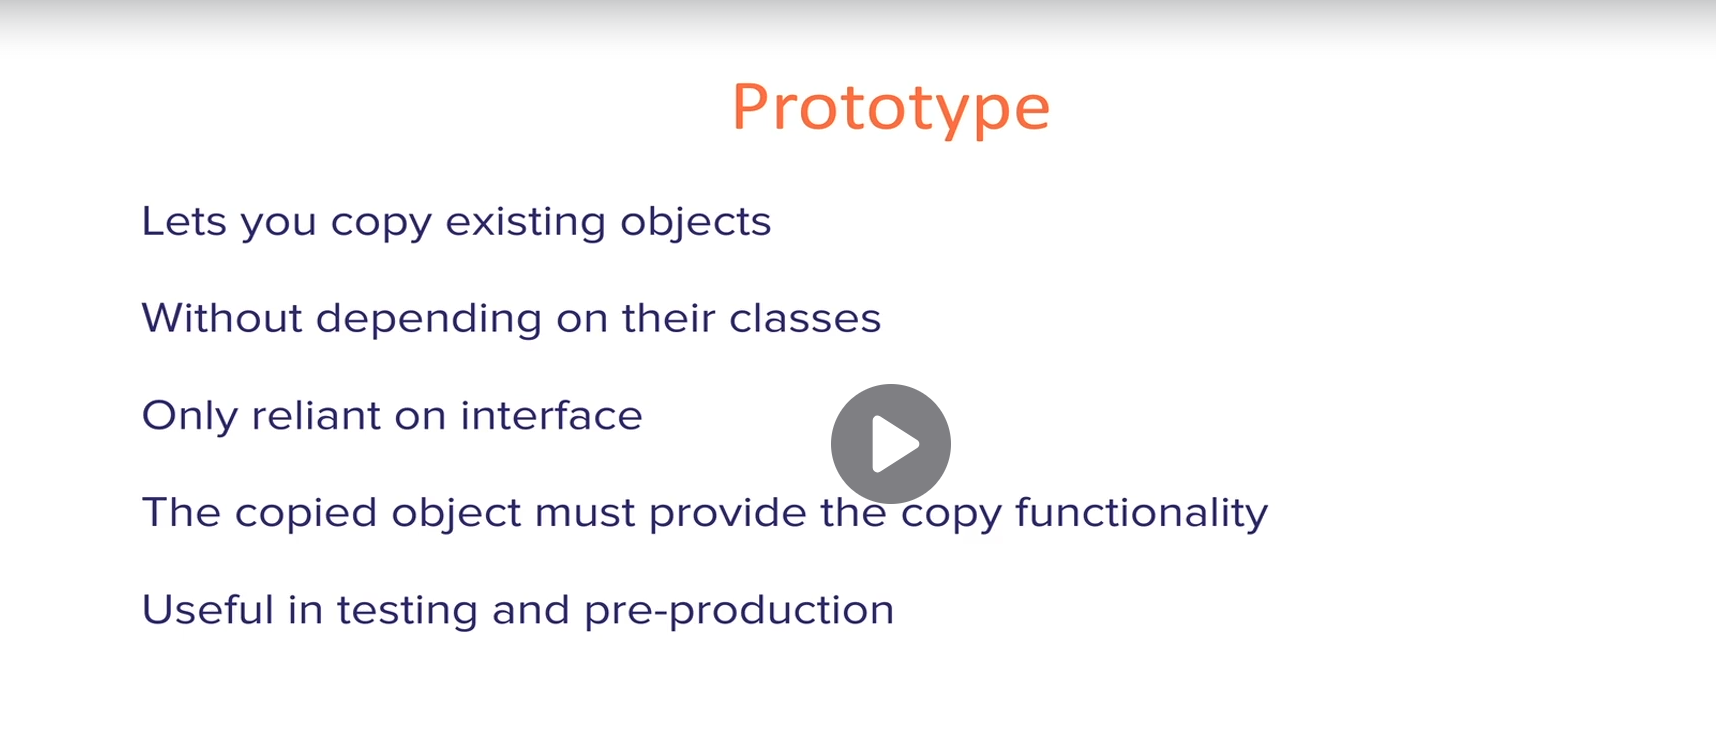 Prototype
Lets you copy existing objects
Without depending on their classes
Only reliant on interface
The copied object must provide the copy functionality
Useful in testing and pre-production